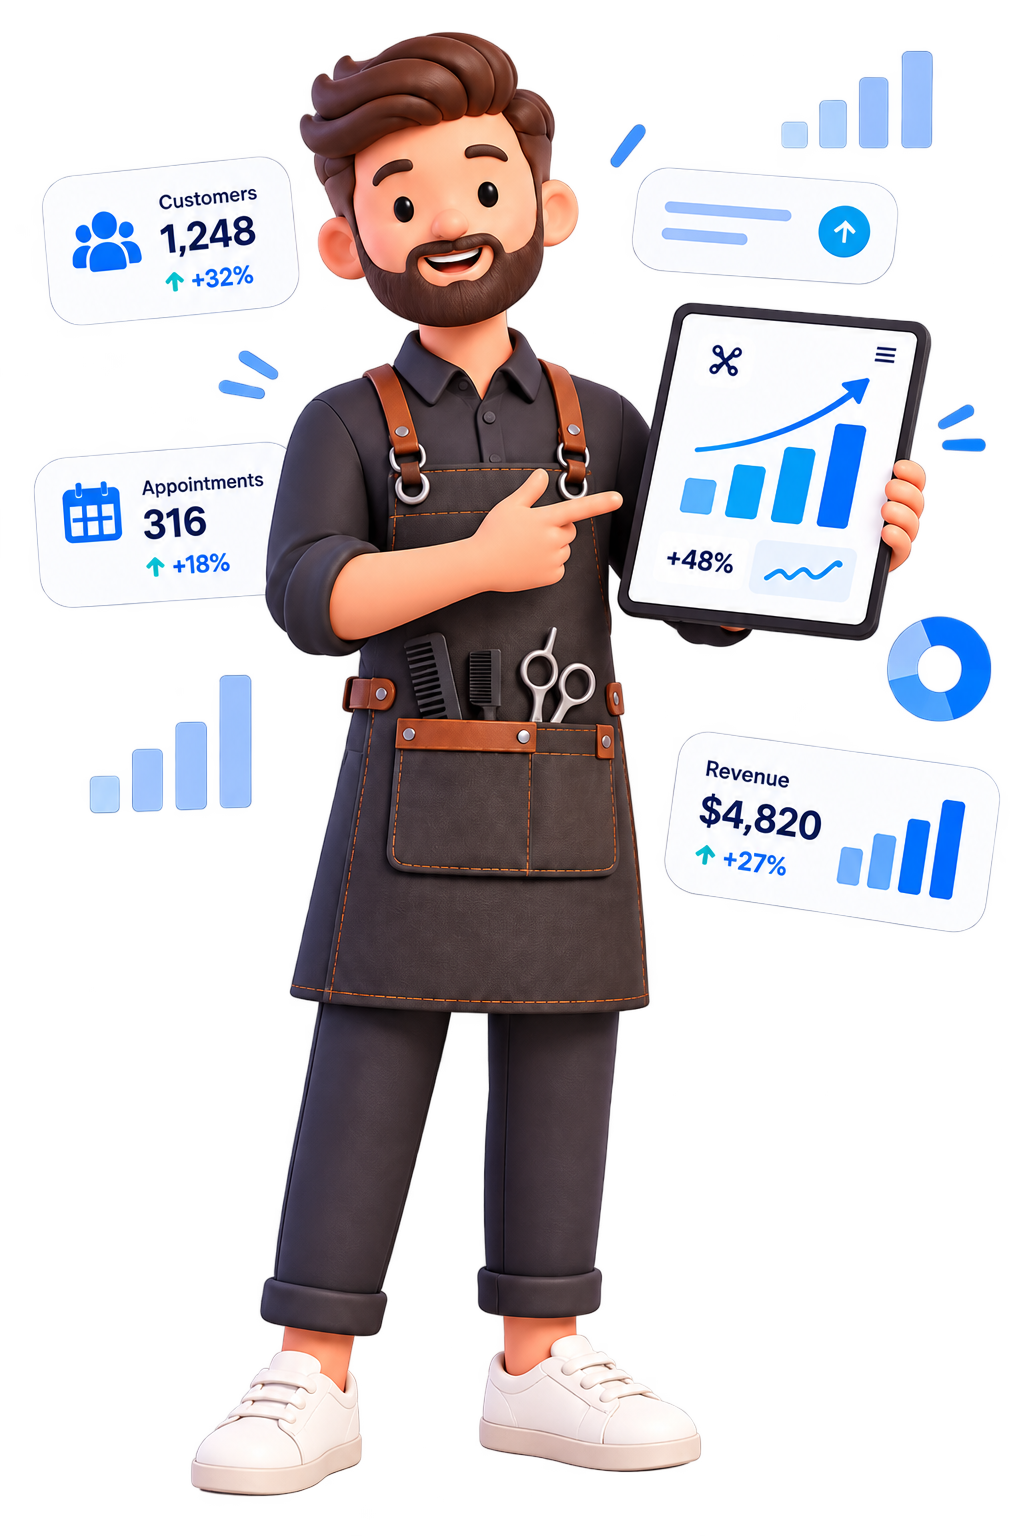 Customers
1,248
+32%
Appointments
316
+18%
+48%
Revenue
$4,820
+27%